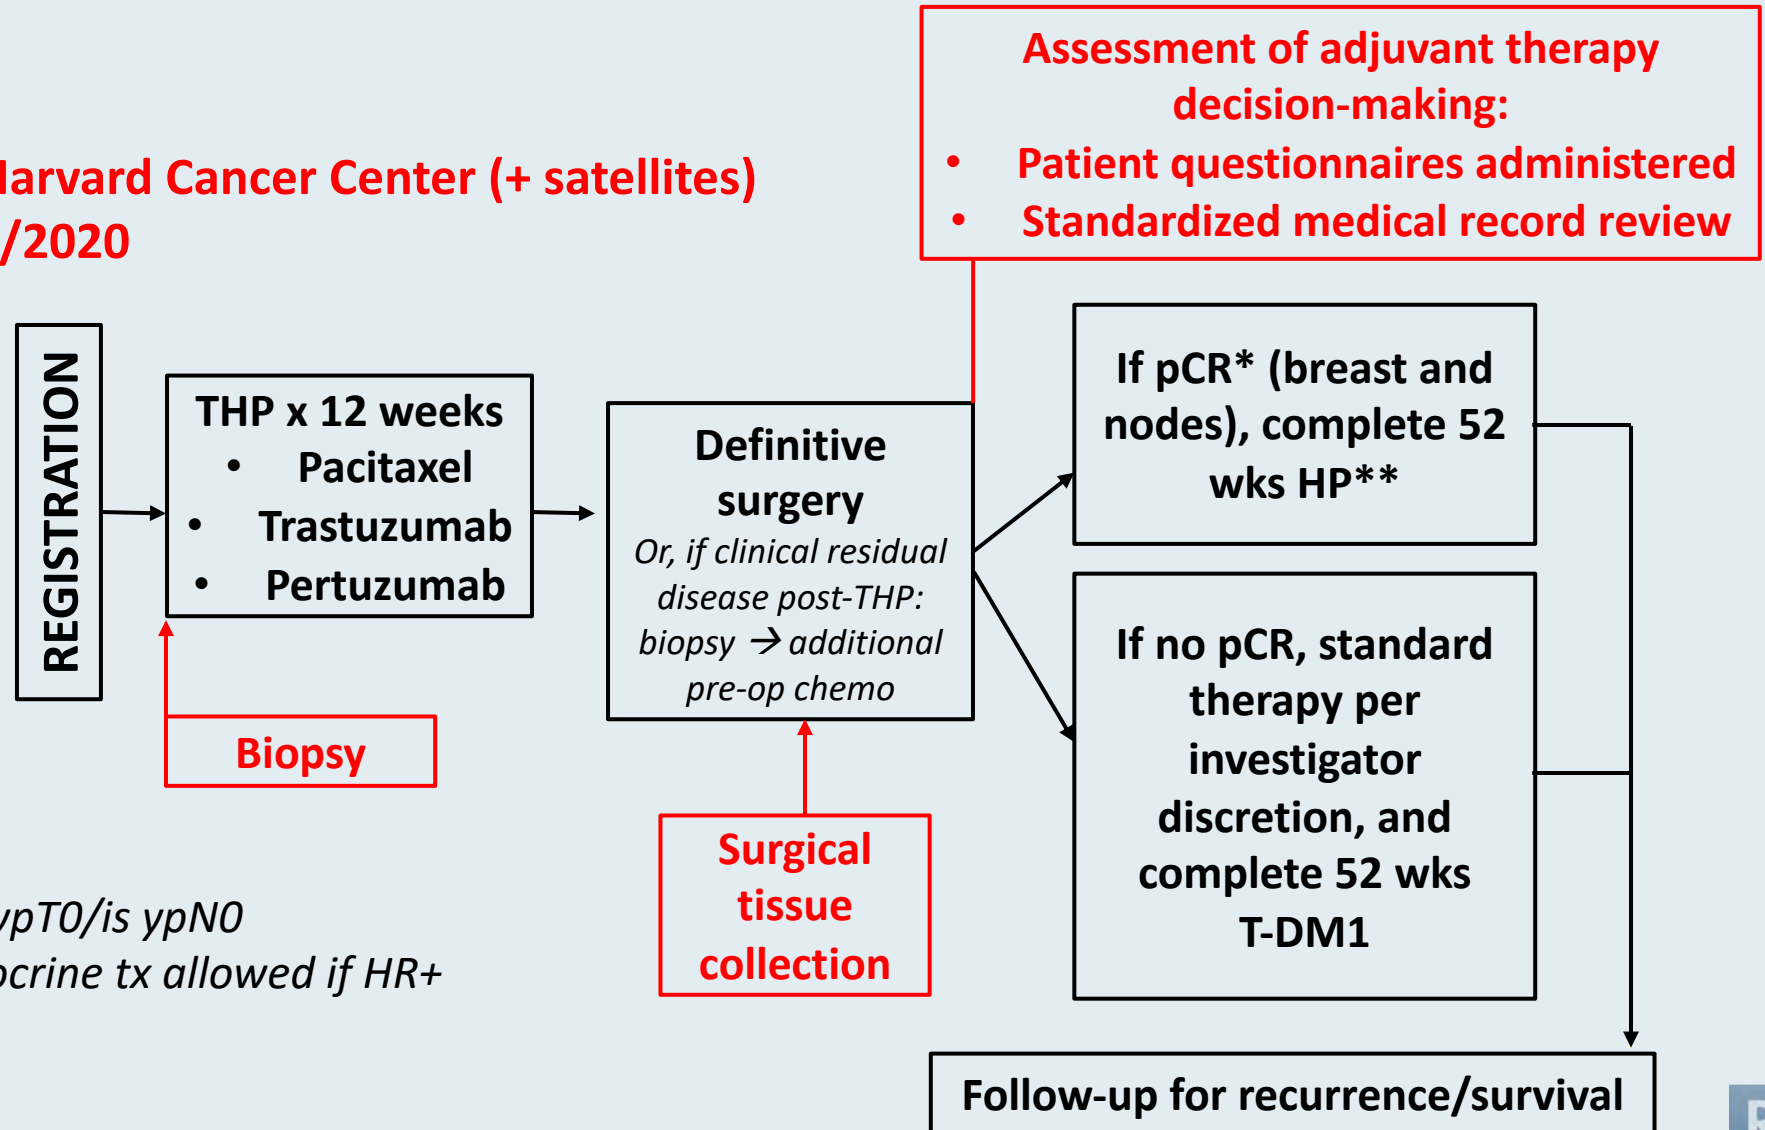 Assessment of adjuvant therapy
decision-making:
• Patient questionnaires administered
• Standardized medical record review
Harvard Cancer Center (+ satellites)
/2020
REGISTRATION
THP x 12 weeks
• Pacitaxel
• Trastuzumab
• Pertuzumab
Biopsy
Definitive
surgery
Or, if clinical residual
disease post-THP:
biopsy → additional
pre-op chemo
Surgical
tissue
collection
If pCR* (breast and
nodes), complete 52
wks HP**
If no pCR, standard
therapy per
investigator
discretion, and
complete 52 wks
T-DM1
ypT0/is ypN0
ocrine tx allowed if HR+
Follow-up for recurrence/survival